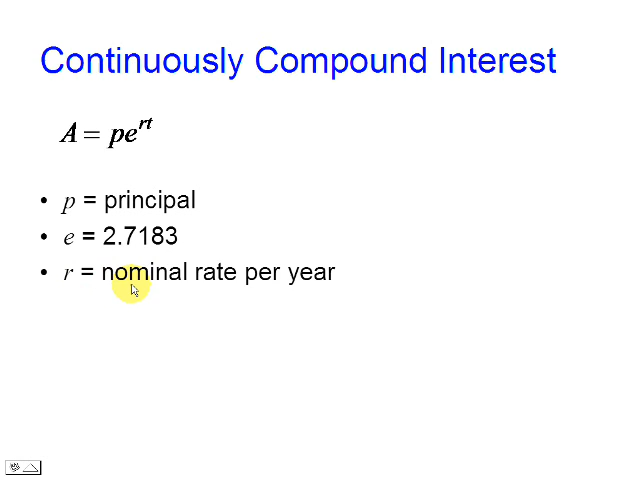 Continuously Compound Interest
A = pe^{rt}
• p = principal
• e = 2.7183
• r = nominal rate per year